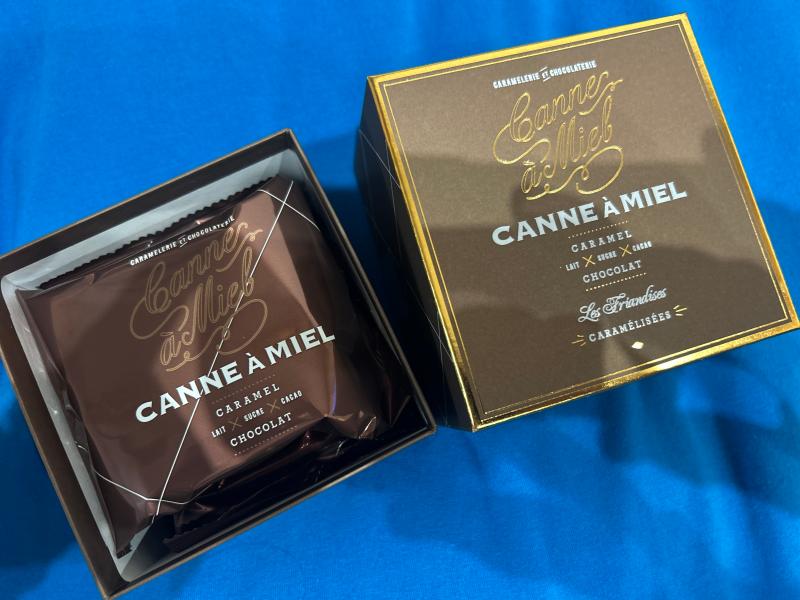 CARAMELERIE ET CHOCOLATERIE
Canne
à Miel
CANNE À MIEL
CARAMEL
LAIT × SUCRE × CACAO
CHOCOLAT
CARAMELERIE ET CHOCOLATERIE
Canne
à Miel
CANNE À MIEL
CARAMEL
LAIT × SUCRE × CACAO
CHOCOLAT
Les Friandises
CARAMÉLISÉES